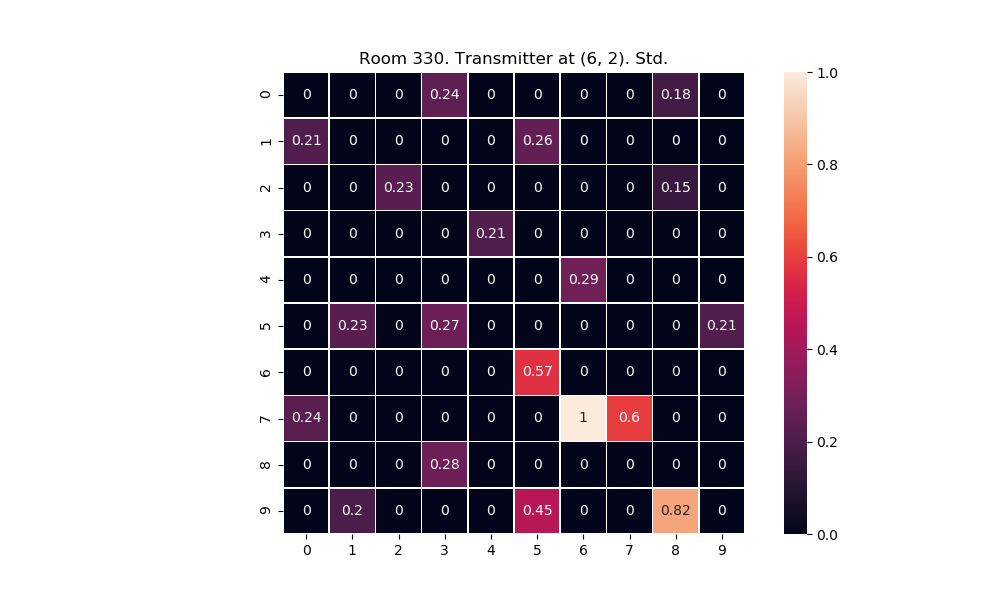 Room 330. Transmitter at (6, 2). Std.
0 0 0 0 0.24 0 0 0 0 0.18 0
1 0.21 0 0 0 0 0.26 0 0 0 0
2 0 0 0.23 0 0 0 0 0 0.15 0
3 0 0 0 0 0.21 0 0 0 0 0
4 0 0 0 0 0 0 0.29 0 0 0
5 0 0.23 0 0.27 0 0 0 0 0 0.21
6 0 0 0 0 0 0.57 0 0 0 0
7 0.24 0 0 0 0 0 1 0.6 0 0
8 0 0 0 0.28 0 0 0 0 0 0
9 0 0.2 0 0 0 0.45 0 0 0.82 0
0 1 2 3 4 5 6 7 8 9
1.0
0.8
0.6
0.4
0.2
0.0